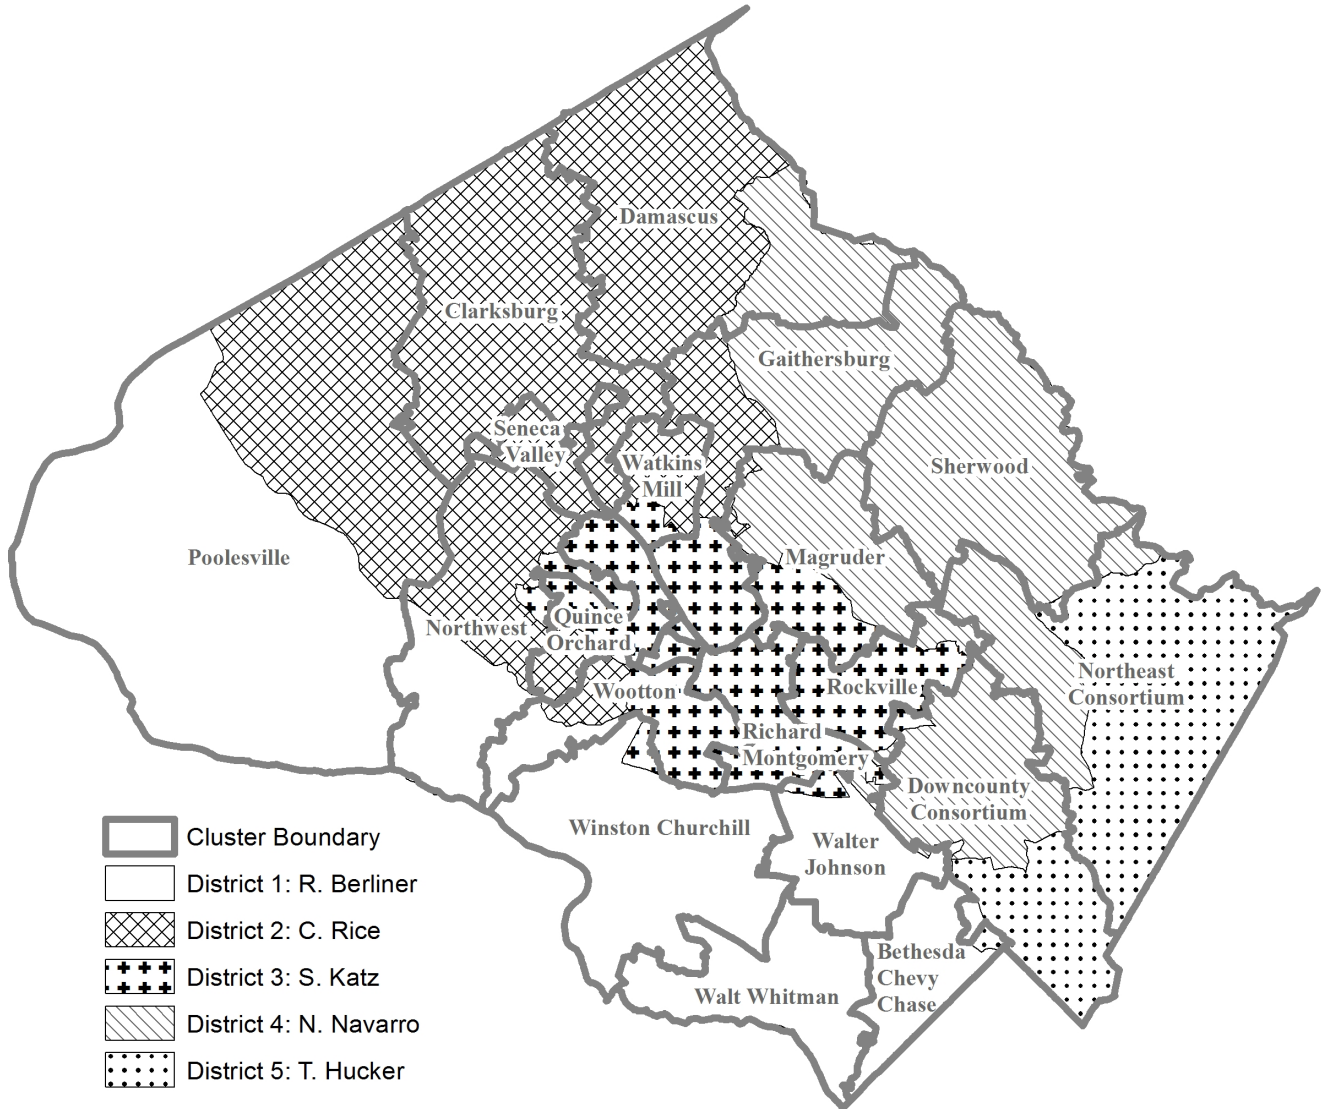 Damascus
Clarksburg
Gaithersburg
Seneca
Valley
Watkins
Mill
Sherwood
Poolesville
Magruder
Quince
Orchard
Northwest
Northeast
Consortium
Wootton
Rockville
Richard
Montgomery
Downcounty
Consortium
Winston Churchill
Walter
Johnson
Bethesda
Chevy
Chase
Walt Whitman
Cluster Boundary
District 1: R. Berliner
District 2: C. Rice
District 3: S. Katz
District 4: N. Navarro
District 5: T. Hucker